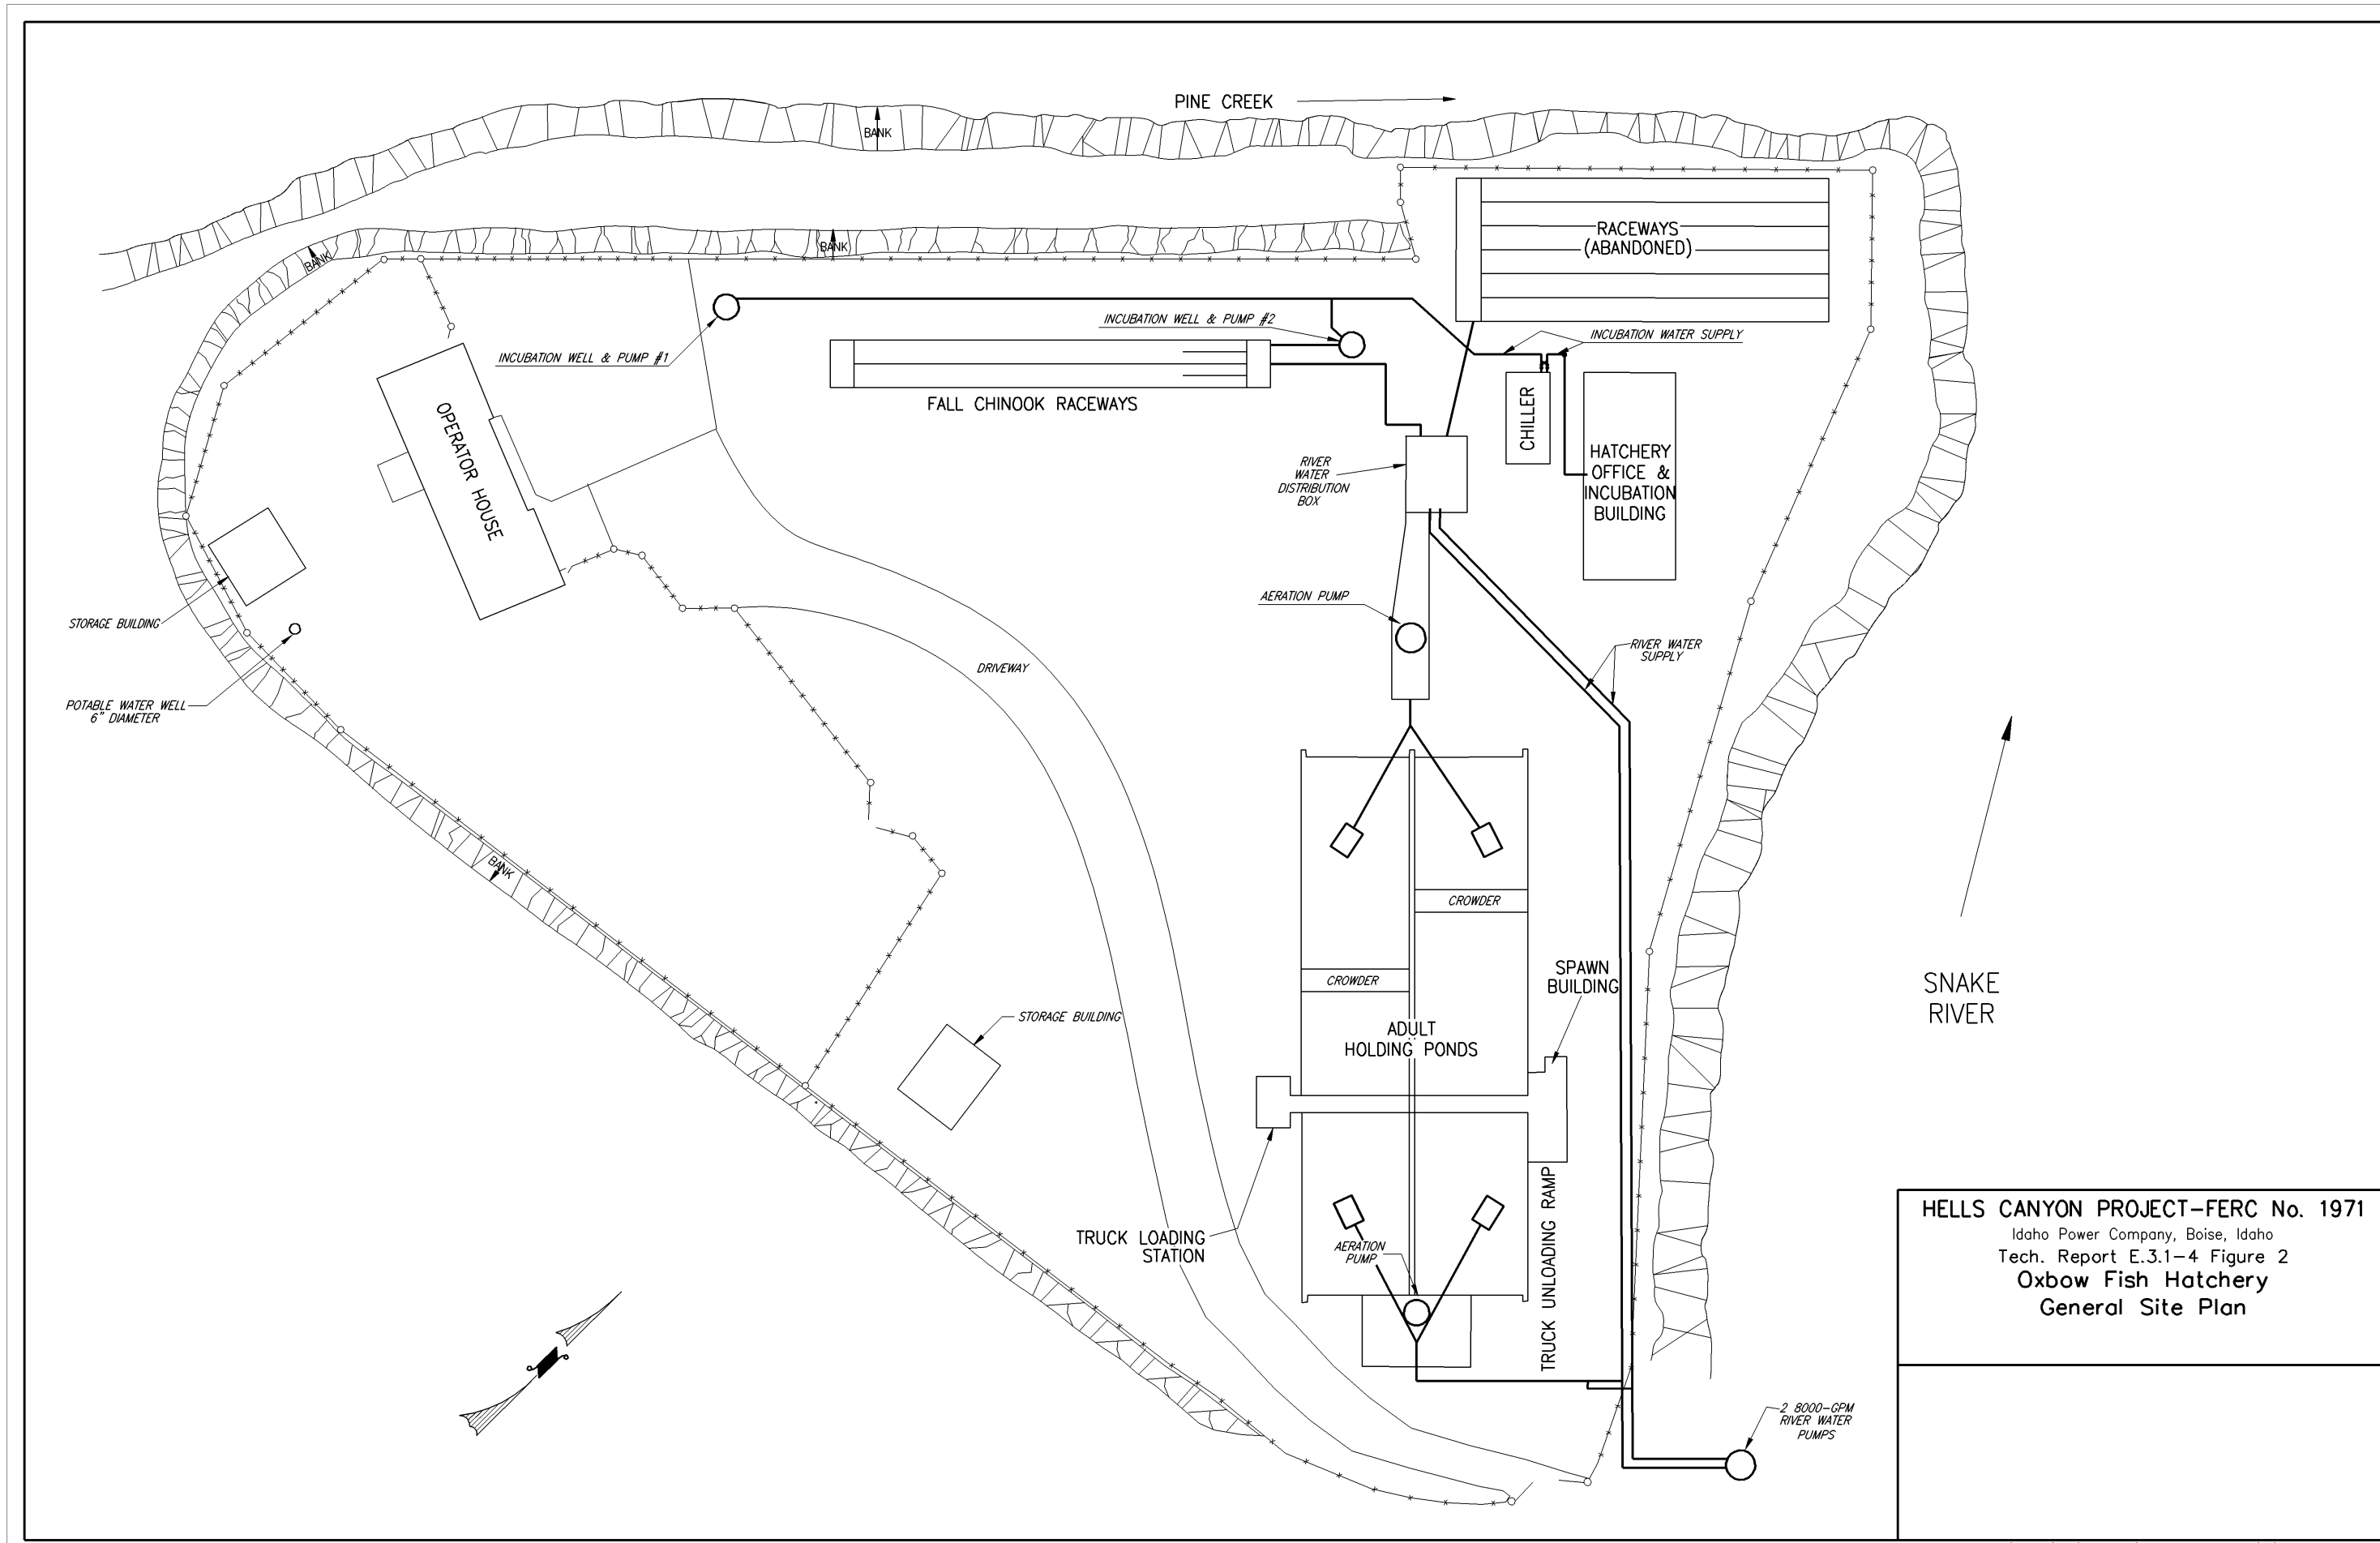 PINE CREEK
BANK
BANK
BANK
RACEWAYS
(ABANDONED)
INCUBATION WELL & PUMP #2
INCUBATION WATER SUPPLY
INCUBATION WELL & PUMP #1
FALL CHINOOK RACEWAYS
CHILLER
OPERATOR HOUSE
HATCHERY
OFFICE &
INCUBATION
BUILDING
RIVER
WATER
DISTRIBUTION
BOX
STORAGE BUILDING
AERATION PUMP
POTABLE WATER WELL
6" DIAMETER
DRIVEWAY
RIVER WATER
SUPPLY
BANK
CROWDER
CROWDER
SPAWN
BUILDING
SNAKE
RIVER
STORAGE BUILDING
ADULT
HOLDING PONDS
TRUCK LOADING
STATION
AERATION
PUMP
TRUCK UNLOADING RAMP
HELLS CANYON PROJECT-FERC No. 1971
Idaho Power Company, Boise, Idaho
Tech. Report E.3.1-4 Figure 2
Oxbow Fish Hatchery
General Site Plan
2 8000-GPM
RIVER WATER
PUMPS